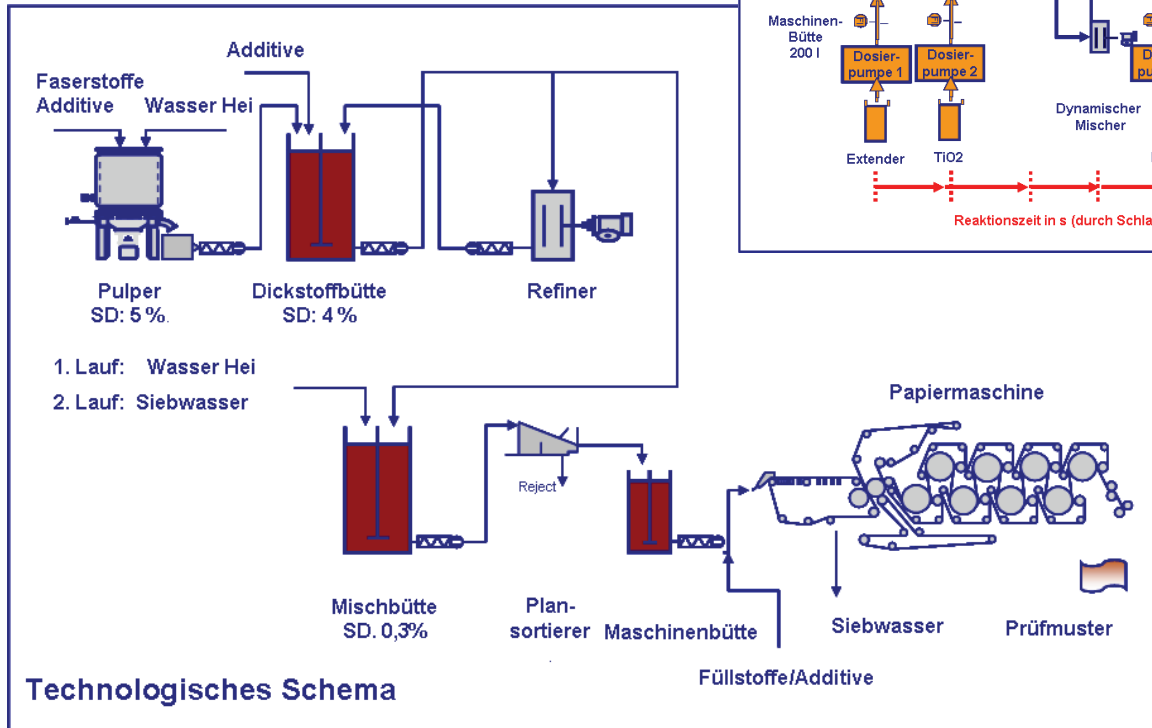 Additive
Faserstoffe
Additive Wasser Hei
Pulper
SD: 5 %.
Dickstoffbütte
SD: 4 %
Refiner
1. Lauf: Wasser Hei
2. Lauf: Siebwasser
Mischbütte
SD. 0,3%
Reject
Plan-
sortierer
Maschinenbütte
Füllstoffe/Additive
Papiermaschine
Siebwasser
Prüfmuster
Technologisches Schema
Maschinen-
Bütte
200 l
Dosier-
pumpe 1
Dosier-
pumpe 2
Extender
TiO2
Dynamischer
Mischer
Reaktionszeit in s (durch